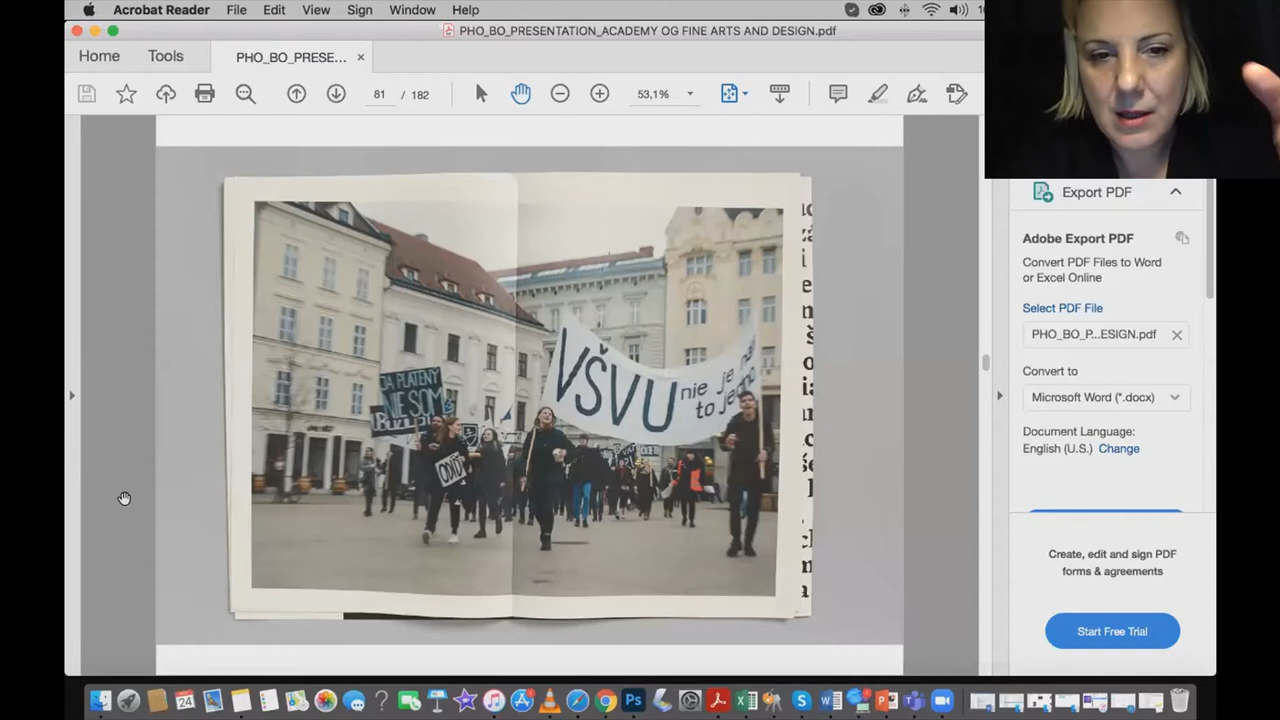 Acrobat Reader File Edit View Sign Window Help
PHO_BO_PRESENTATION_ACADEMY OG FINE ARTS AND DESIGN.pdf
Home Tools PHO_BO_PRESE... ×
81 / 182 53,1%
Export PDF
Adobe Export PDF
Convert PDF Files to Word
or Excel Online
Select PDF File
PHO_BO_P...ESIGN.pdf
Convert to
Microsoft Word (*.docx)
Document Language:
English (U.S.) Change
Create, edit and sign PDF
forms & agreements
Start Free Trial
VŠVU nie je na
to jedno
ZA PLATENY
NIE SOM
24